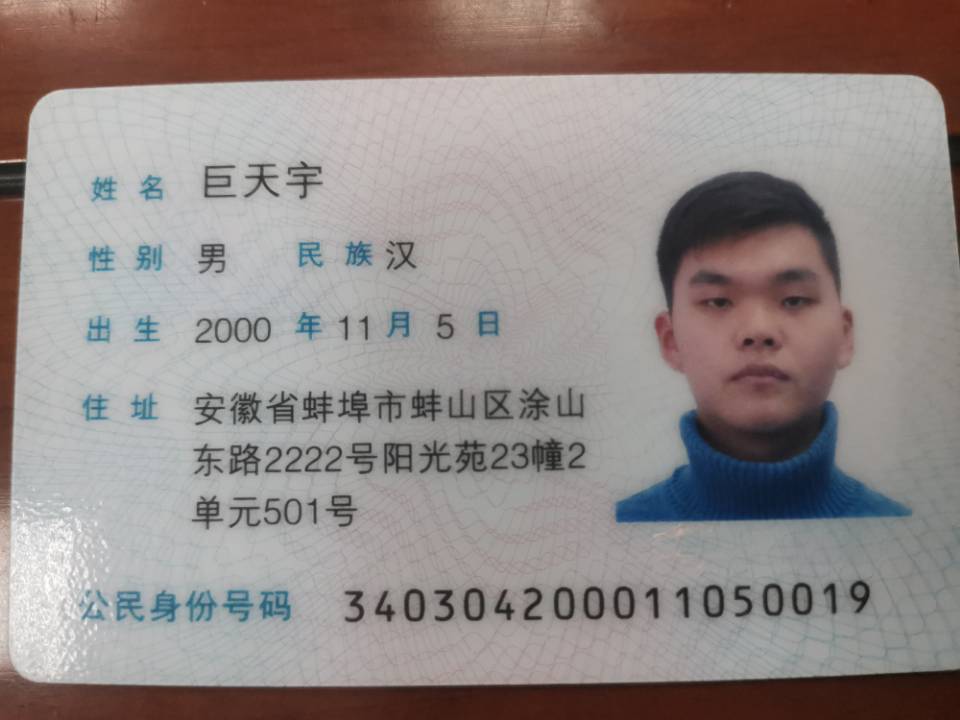 姓名 巨天宇
性别 男 民族 汉
出生 2000 年 11 月 5 日
住址 安徽省蚌埠市蚌山区涂山
东路2222号阳光苑23幢2
单元501号
公民身份号码 340304200011050019